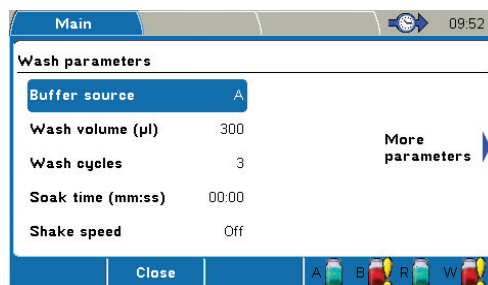 Main 09:52
Wash parameters
Buffer source A
Wash volume (µl) 300
Wash cycles 3
Soak time (mm:ss) 00:00
Shake speed Off
More
parameters
Close A B R W